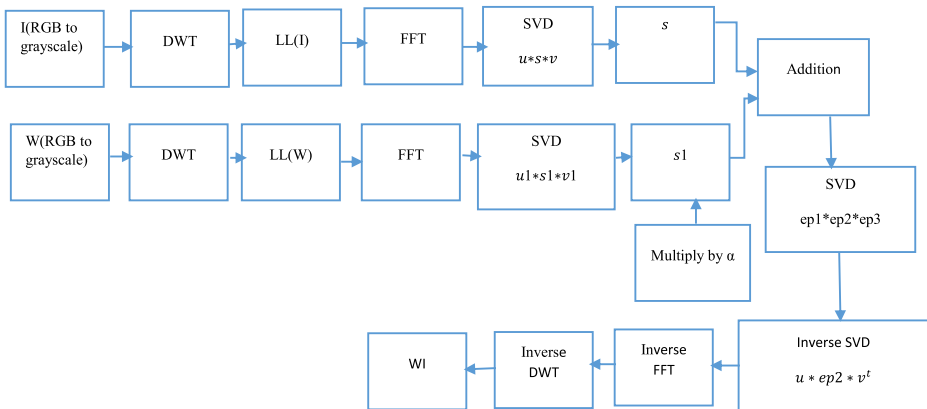 I(RGB to
grayscale)
DWT
LL(I)
FFT
SVD
u*s*v
s
Addition
W(RGB to
grayscale)
DWT
LL(W)
FFT
SVD
u1*s1*v1
s1
Multiply by α
SVD
ep1*ep2*ep3
Inverse SVD
u * ep2 * vᵗ
Inverse
FFT
Inverse
DWT
WI